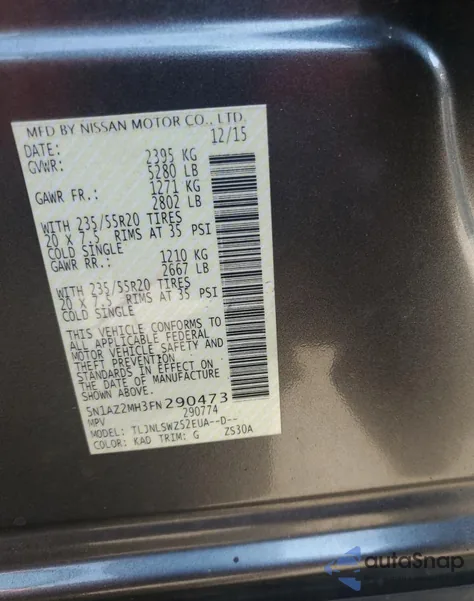 MFD BY NISSAN MOTOR CO., LTD.
DATE: 12/15
GVWR: 2395 KG
5280 LB
GAWR FR.: 1271 KG
2802 LB
WITH 235/55R20 TIRES
20 X 7.5 RIMS AT 35 PSI
COLD SINGLE
GAWR RR.: 1210 KG
2667 LB
WITH 235/55R20 TIRES
20 X 7.5 RIMS AT 35 PSI
COLD SINGLE
THIS VEHICLE CONFORMS TO
ALL APPLICABLE FEDERAL
MOTOR VEHICLE SAFETY AND
THEFT PREVENTION
STANDARDS IN EFFECT ON
THE DATE OF MANUFACTURE
SHOWN ABOVE.
5N1AZ2MH3FN290473
MPV 290774
MODEL: TLJNLSWZ52EUA--D--
COLOR: KAD TRIM: G ZS30A
autoSnap